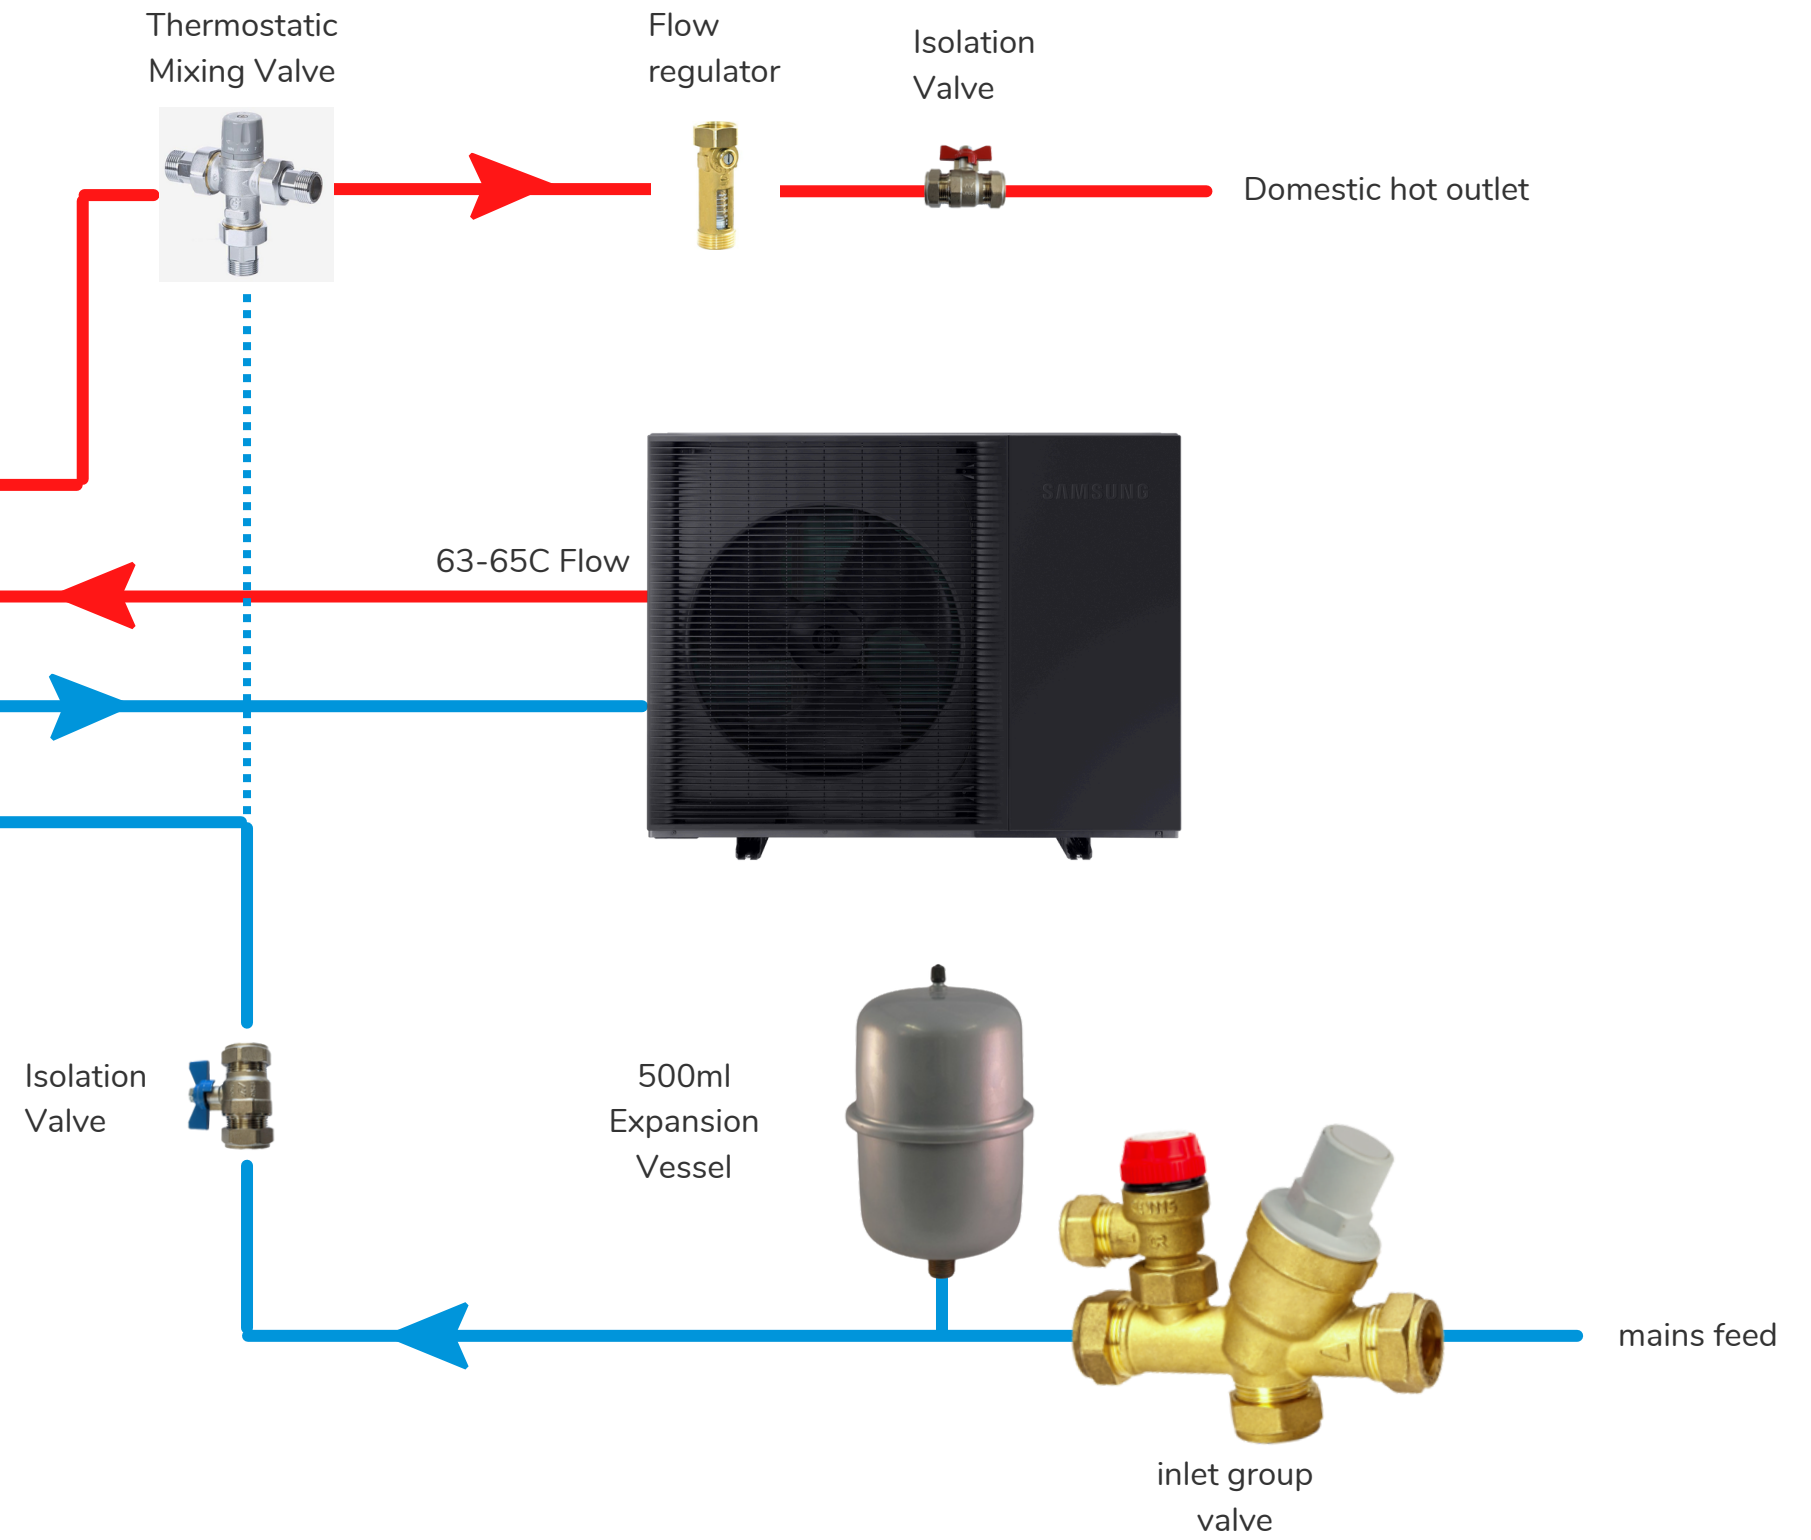 Thermostatic
Mixing Valve
Flow
regulator
Isolation
Valve
Domestic hot outlet
SAMSUNG
63-65C Flow
Isolation
Valve
500ml
Expansion
Vessel
mains feed
inlet group
valve